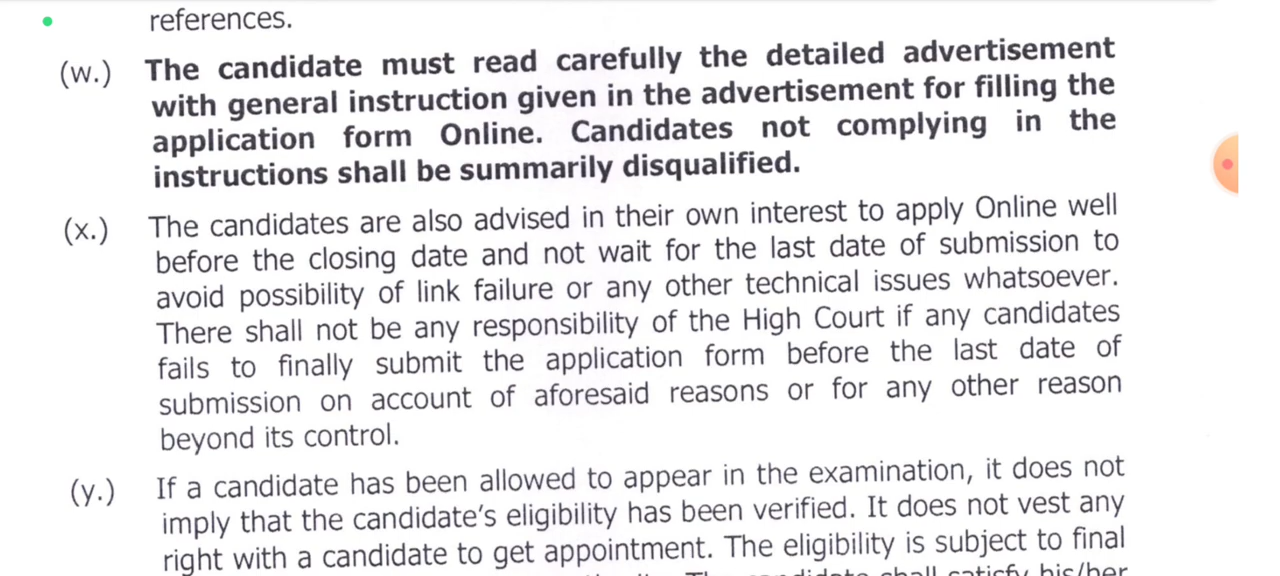 references.
(w.) The candidate must read carefully the detailed advertisement
with general instruction given in the advertisement for filling the
application form Online. Candidates not complying in the
instructions shall be summarily disqualified.
(x.) The candidates are also advised in their own interest to apply Online well
before the closing date and not wait for the last date of submission to
avoid possibility of link failure or any other technical issues whatsoever.
There shall not be any responsibility of the High Court if any candidates
fails to finally submit the application form before the last date of
submission on account of aforesaid reasons or for any other reason
beyond its control.
(y.) If a candidate has been allowed to appear in the examination, it does not
imply that the candidate's eligibility has been verified. It does not vest any
right with a candidate to get appointment. The eligibility is subject to final
shall satisfy his/her